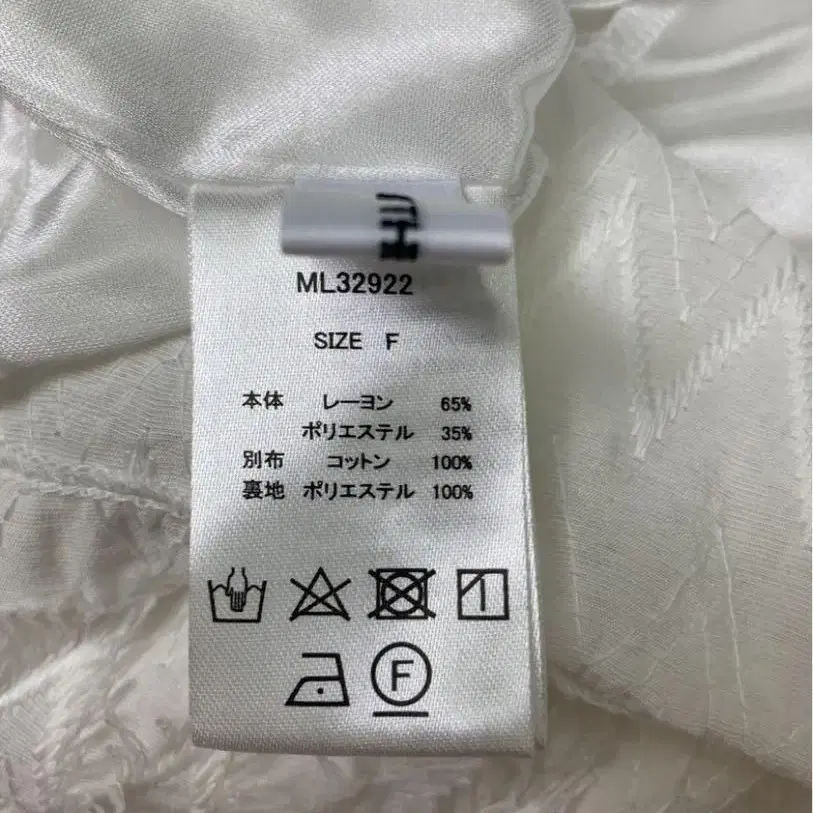 ML32922
SIZE F
本体 レーヨン 65%
ポリエステル 35%
別布 コットン 100%
裏地 ポリエステル 100%
F